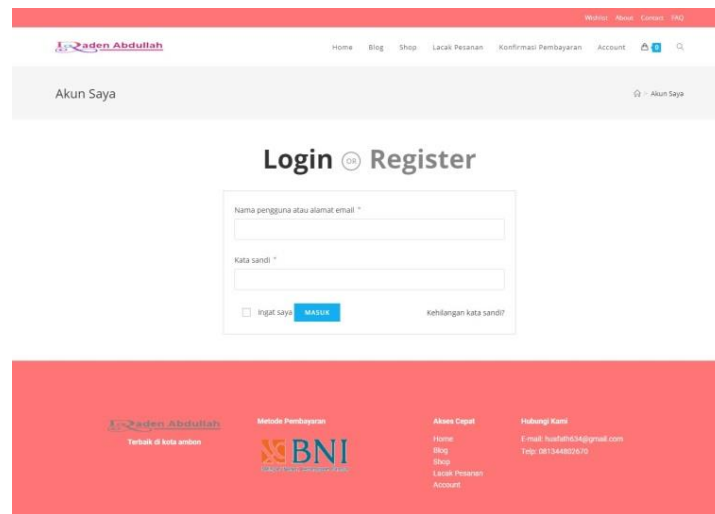 Wishlist About Contact FAQ
Raden Abdullah
Home Blog Shop Lacak Pesanan Konfirmasi Pembayaran Account 0
Akun Saya
> Akun Saya
Login OR Register
Nama pengguna atau alamat email *
Kata sandi *
Ingat saya MASUK Kehilangan kata sandi?
Raden Abdullah
Terbaik di kota ambon
Metode Pembayaran
BNI
Akses Cepat
Home
Blog
Shop
Lacak Pesanan
Account
Hubungi Kami
E-mail: husfath634@gmail.com
Telp: 081344802670